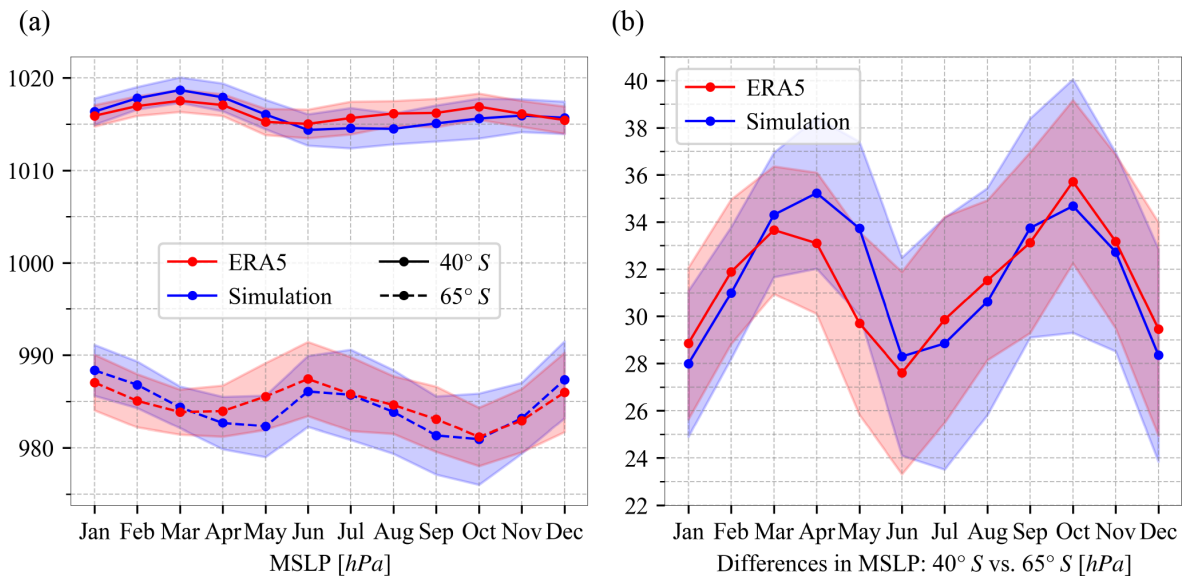 (a)
1020
1010
1000
990
980
ERA5
Simulation
40° S
65° S
Jan Feb Mar Apr May Jun Jul Aug Sep Oct Nov Dec
MSLP [hPa]
(b)
40
38
36
34
32
30
28
26
24
22
ERA5
Simulation
Jan Feb Mar Apr May Jun Jul Aug Sep Oct Nov Dec
Differences in MSLP: 40° S vs. 65° S [hPa]